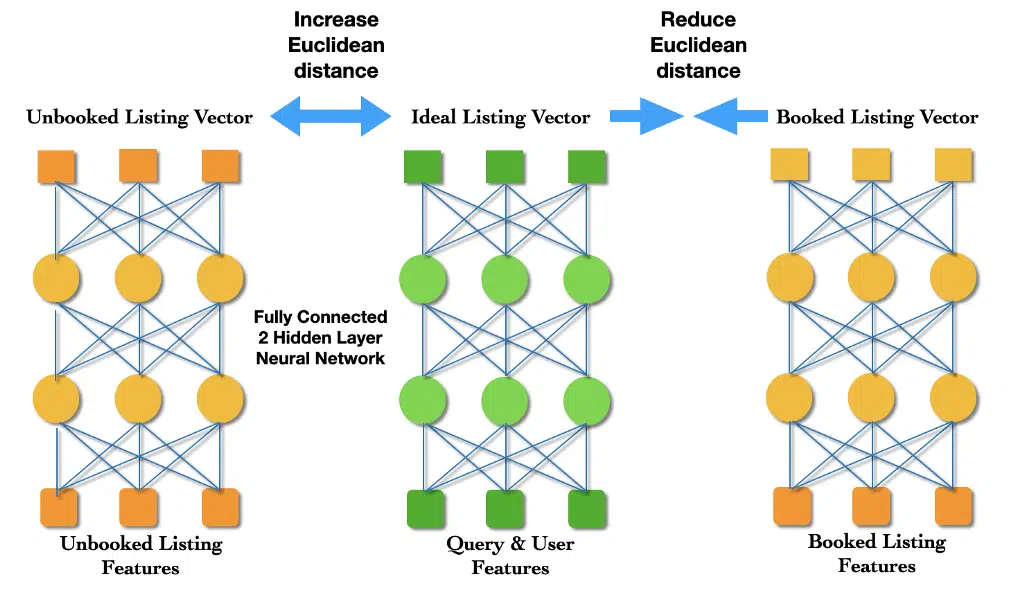 Increase
Euclidean
distance
Reduce
Euclidean
distance
Unbooked Listing Vector
Ideal Listing Vector
Booked Listing Vector
Fully Connected
2 Hidden Layer
Neural Network
Unbooked Listing
Features
Query & User
Features
Booked Listing
Features